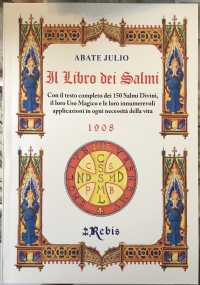 ABATE JULIO
Il Libro dei Salmi
Con il testo completo dei 150 Salmi Divini,
il loro Uso Magico e le loro innumerevoli
applicazioni in ogni necessità della vita
1908
C
S
N D S M D
P B
M
L
Rebis